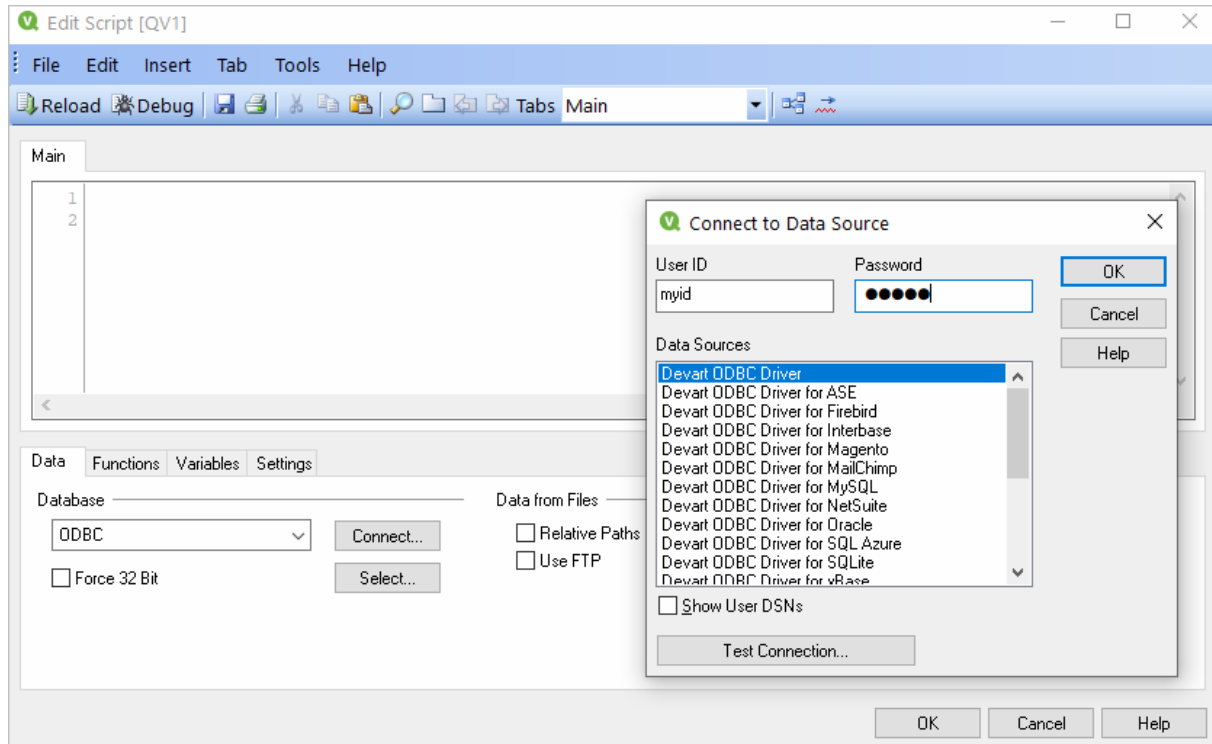 Edit Script [QV1]
File Edit Insert Tab Tools Help
Reload Debug Tabs Main
Main
1
2
Connect to Data Source
User ID Password
myid ●●●●●
OK
Cancel
Help
Data Sources
Devart ODBC Driver
Devart ODBC Driver for ASE
Devart ODBC Driver for Firebird
Devart ODBC Driver for Interbase
Devart ODBC Driver for Magento
Devart ODBC Driver for MailChimp
Devart ODBC Driver for MySQL
Devart ODBC Driver for NetSuite
Devart ODBC Driver for Oracle
Devart ODBC Driver for SQL Azure
Devart ODBC Driver for SQLite
Devart ODBC Driver for xBase
Show User DSNs
Test Connection...
Data Functions Variables Settings
Database
ODBC
Connect...
Force 32 Bit
Select...
Data from Files
Relative Paths
Use FTP
OK Cancel Help